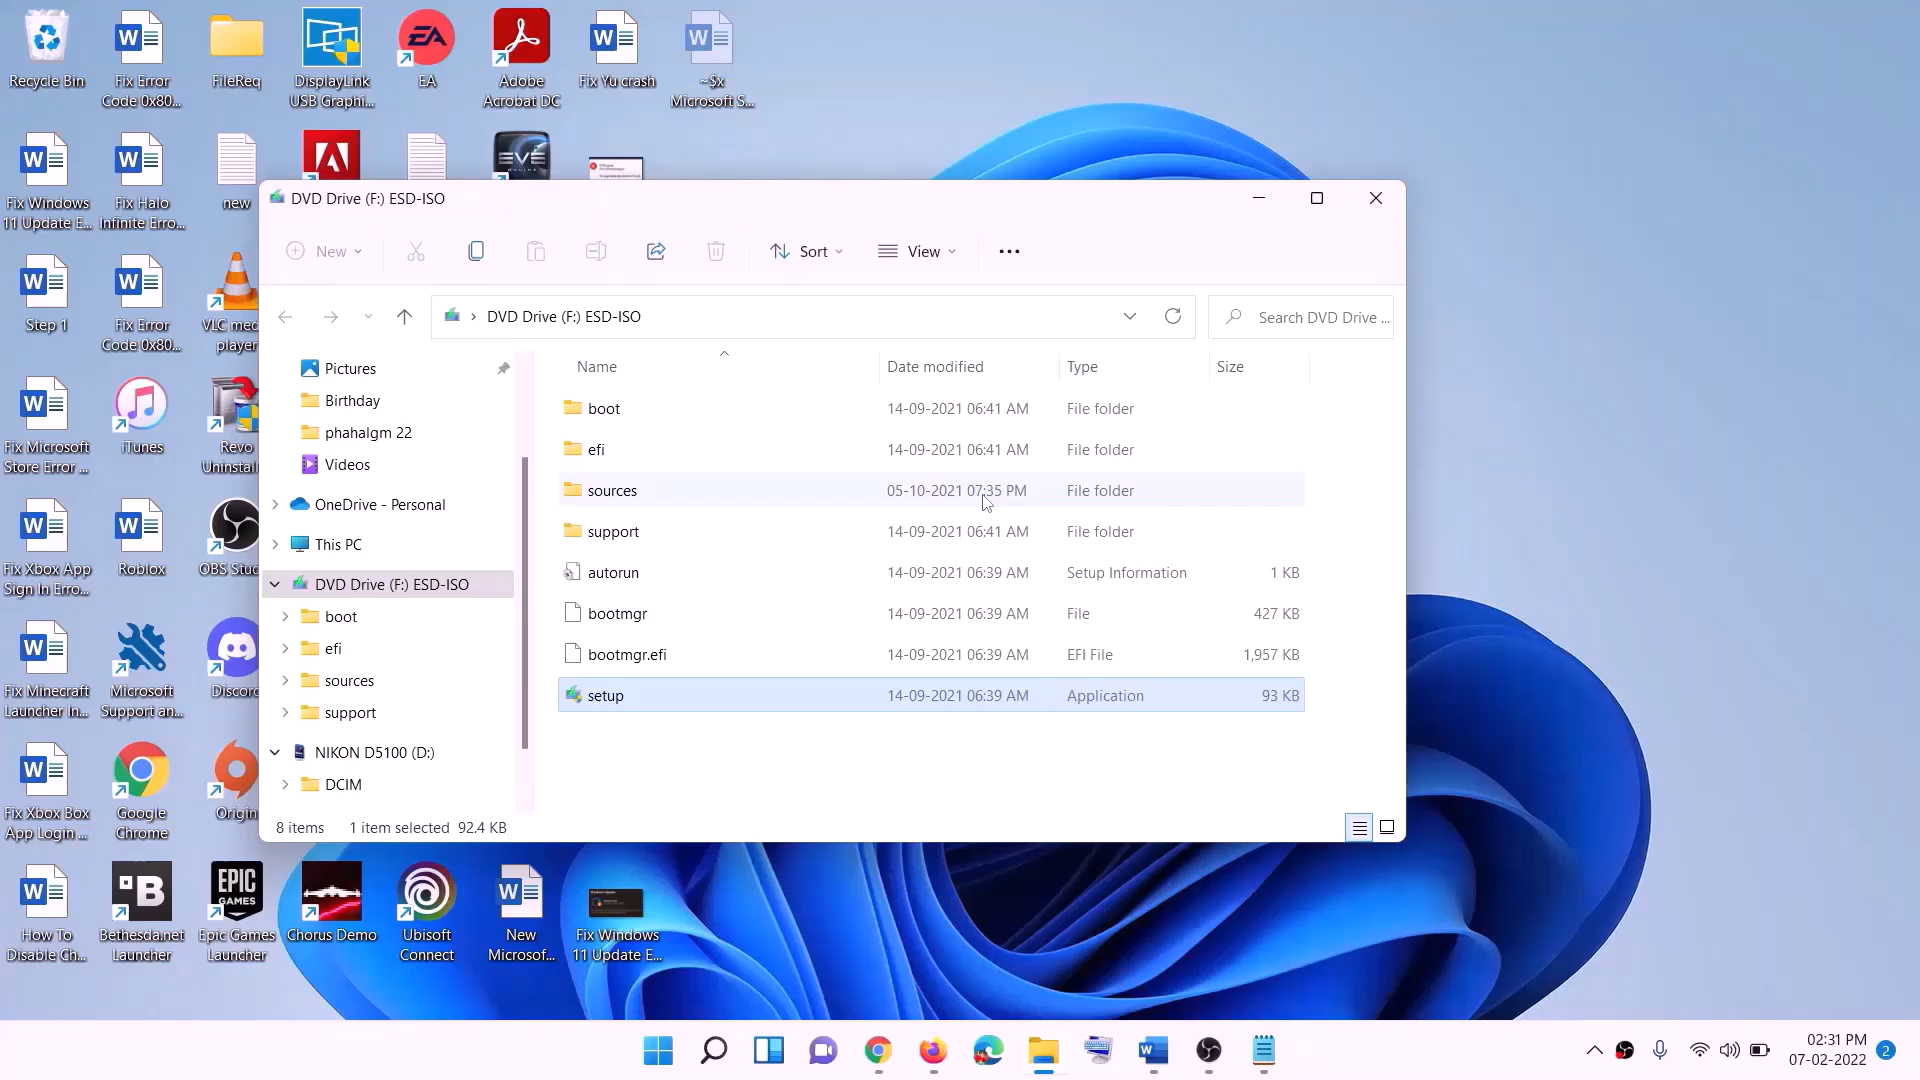 Recycle Bin
Fix Error
Code 0x80...
FileReq
DisplayLink
USB Graphi...
EA
EA
Adobe
Acrobat DC
Fix Yu crash
~$x
Microsoft S...
Fix Windows
11 Update E...
Fix Halo
Infinite Erro...
new
EVE
ONLINE
Step 1
Fix Error
Code 0x80...
VLC med
player
Fix Microsoft
Store Error ...
iTunes
Revo
Uninstall
Fix Xbox App
Sign In Erro...
Roblox
OBS Stud
Fix Minecraft
Launcher In...
Microsoft
Support an...
Discord
Fix Xbox Box
App Login ...
Google
Chrome
Origin
How To
Disable Ch...
Bethesda.net
Launcher
EPIC
GAMES
Epic Games
Launcher
Chorus Demo
Ubisoft
Connect
New
Microsof...
Fix Windows
11 Update E...
DVD Drive (F:) ESD-ISO
New
Sort
View
DVD Drive (F:) ESD-ISO
Search DVD Drive ...
Pictures
Birthday
phahalgm 22
Videos
OneDrive - Personal
This PC
DVD Drive (F:) ESD-ISO
boot
efi
sources
support
NIKON D5100 (D:)
DCIM
Name Date modified Type Size
boot 14-09-2021 06:41 AM File folder
efi 14-09-2021 06:41 AM File folder
sources 05-10-2021 07:35 PM File folder
support 14-09-2021 06:41 AM File folder
autorun 14-09-2021 06:39 AM Setup Information 1 KB
bootmgr 14-09-2021 06:39 AM File 427 KB
bootmgr.efi 14-09-2021 06:39 AM EFI File 1,957 KB
setup 14-09-2021 06:39 AM Application 93 KB
8 items 1 item selected 92.4 KB
02:31 PM
07-02-2022
2